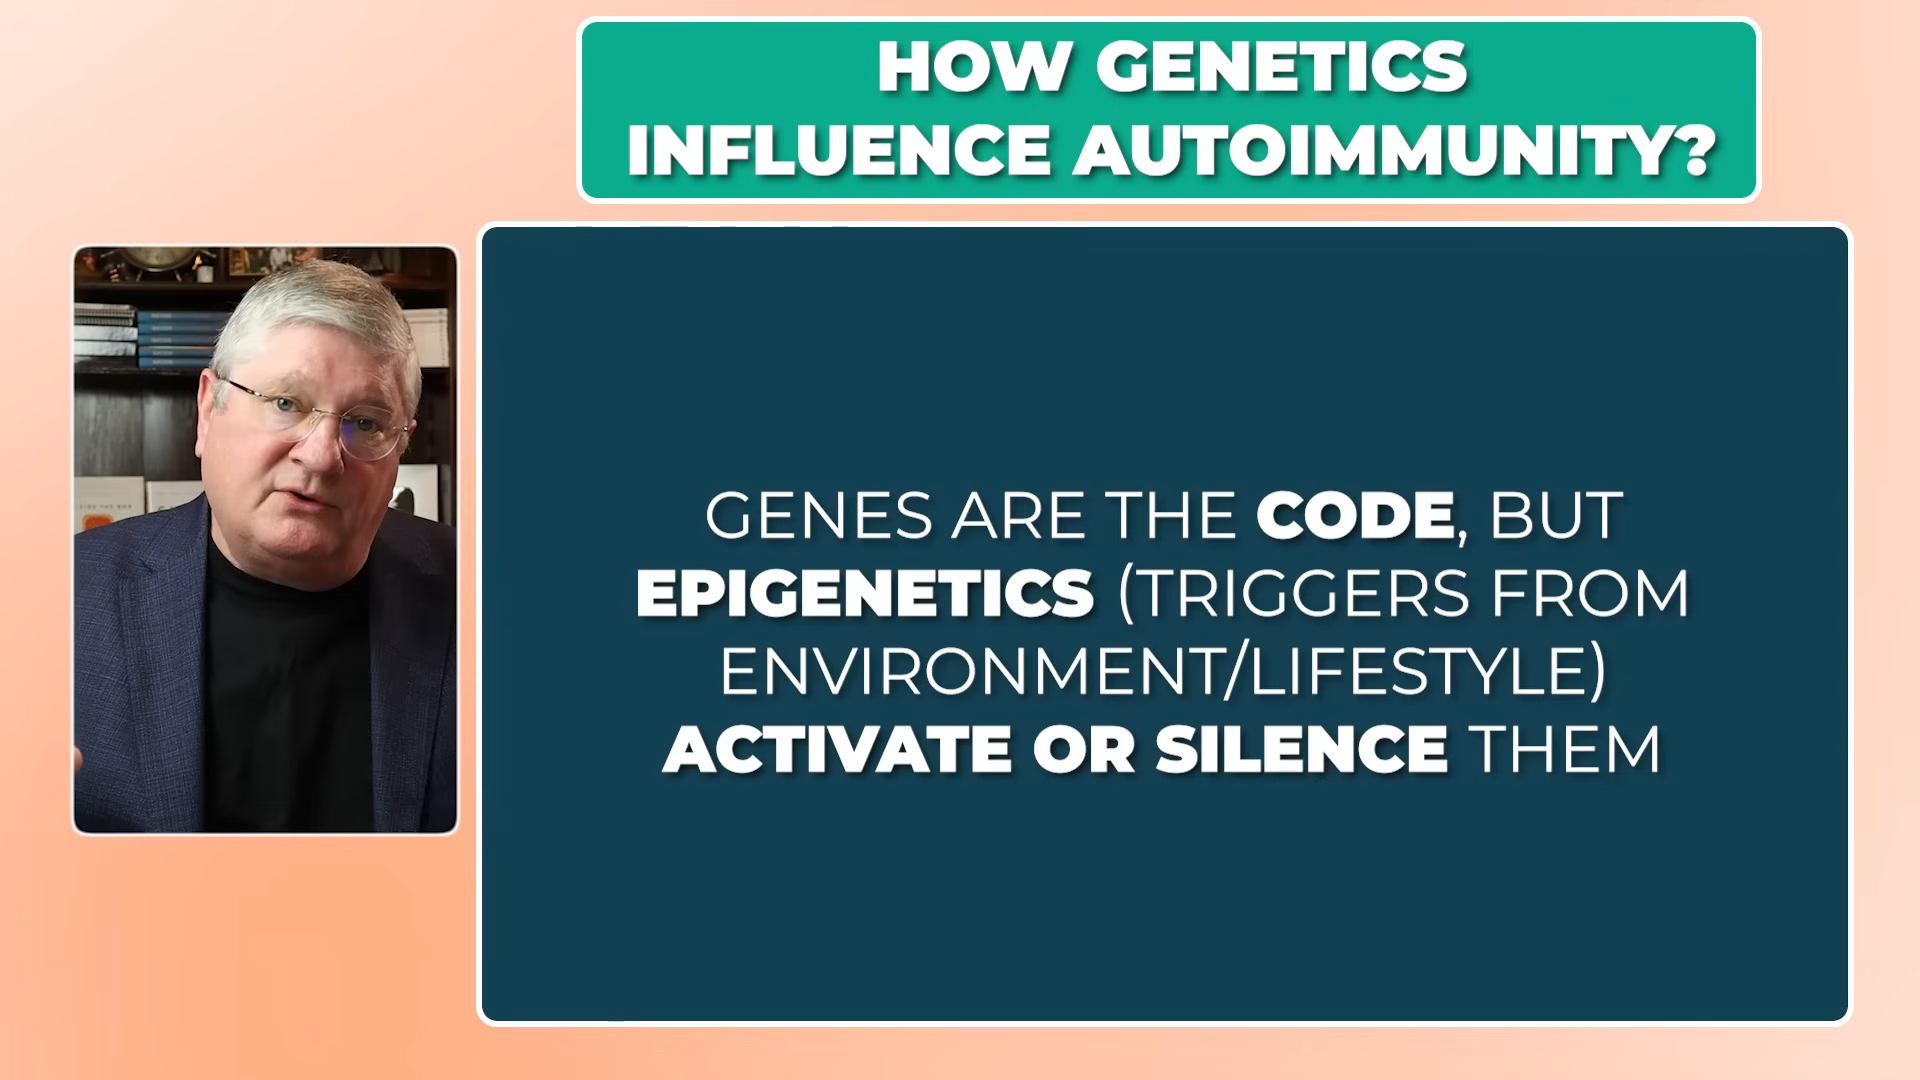 HOW GENETICS
INFLUENCE AUTOIMMUNITY?
GENES ARE THE CODE, BUT
EPIGENETICS (TRIGGERS FROM
ENVIRONMENT/LIFESTYLE)
ACTIVATE OR SILENCE THEM